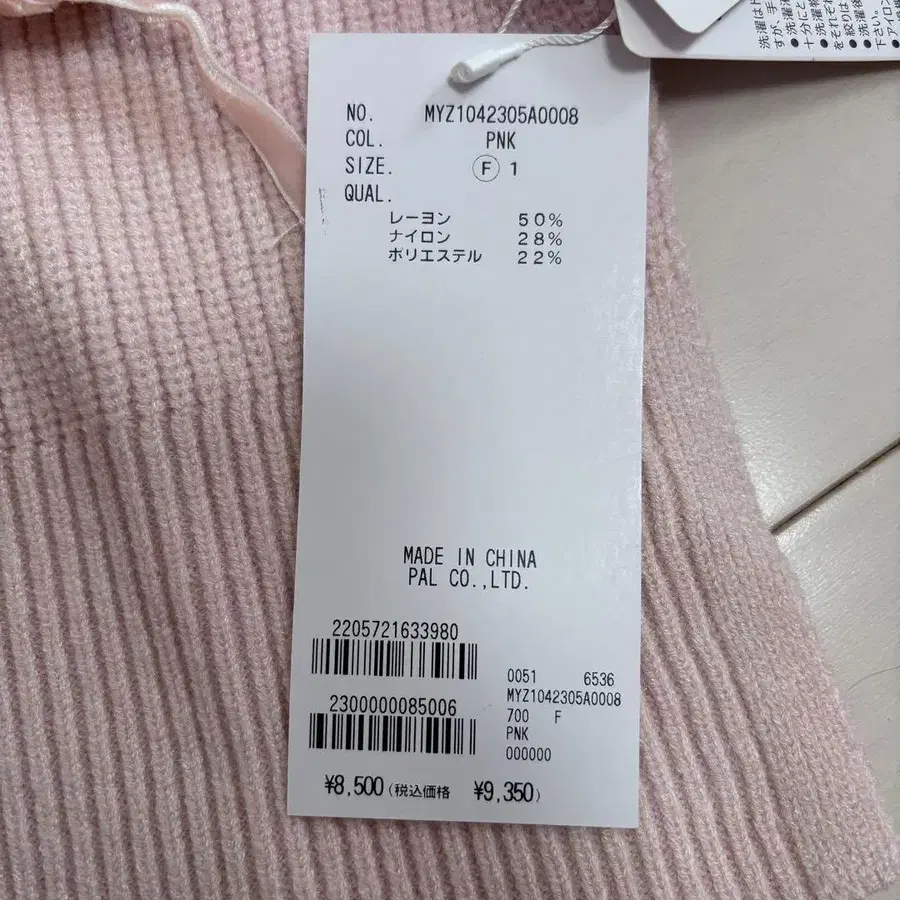 NO. MYZ1042305A0008
COL. PNK
SIZE. F 1
QUAL.
レーヨン 50%
ナイロン 28%
ポリエステル 22%
MADE IN CHINA
PAL CO.,LTD.
2205721633980
2300000085006
0051 6536
MYZ1042305A0008
700 F
PNK
000000
¥8,500(税込価格 ¥9,350)